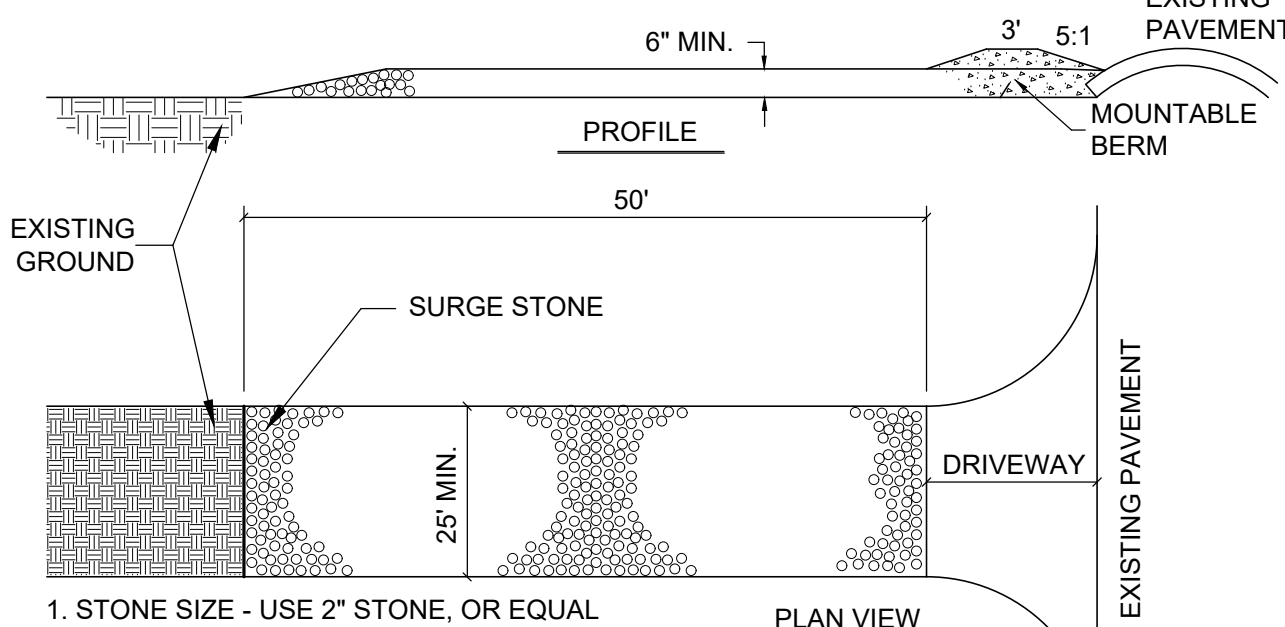 EXISTING
PAVEMENT
3'
5:1
6" MIN.
MOUNTABLE
BERM
PROFILE
50'
EXISTING
GROUND
SURGE STONE
25' MIN.
DRIVEWAY
EXISTING PAVEMENT
1. STONE SIZE - USE 2" STONE, OR EQUAL
PLAN VIEW